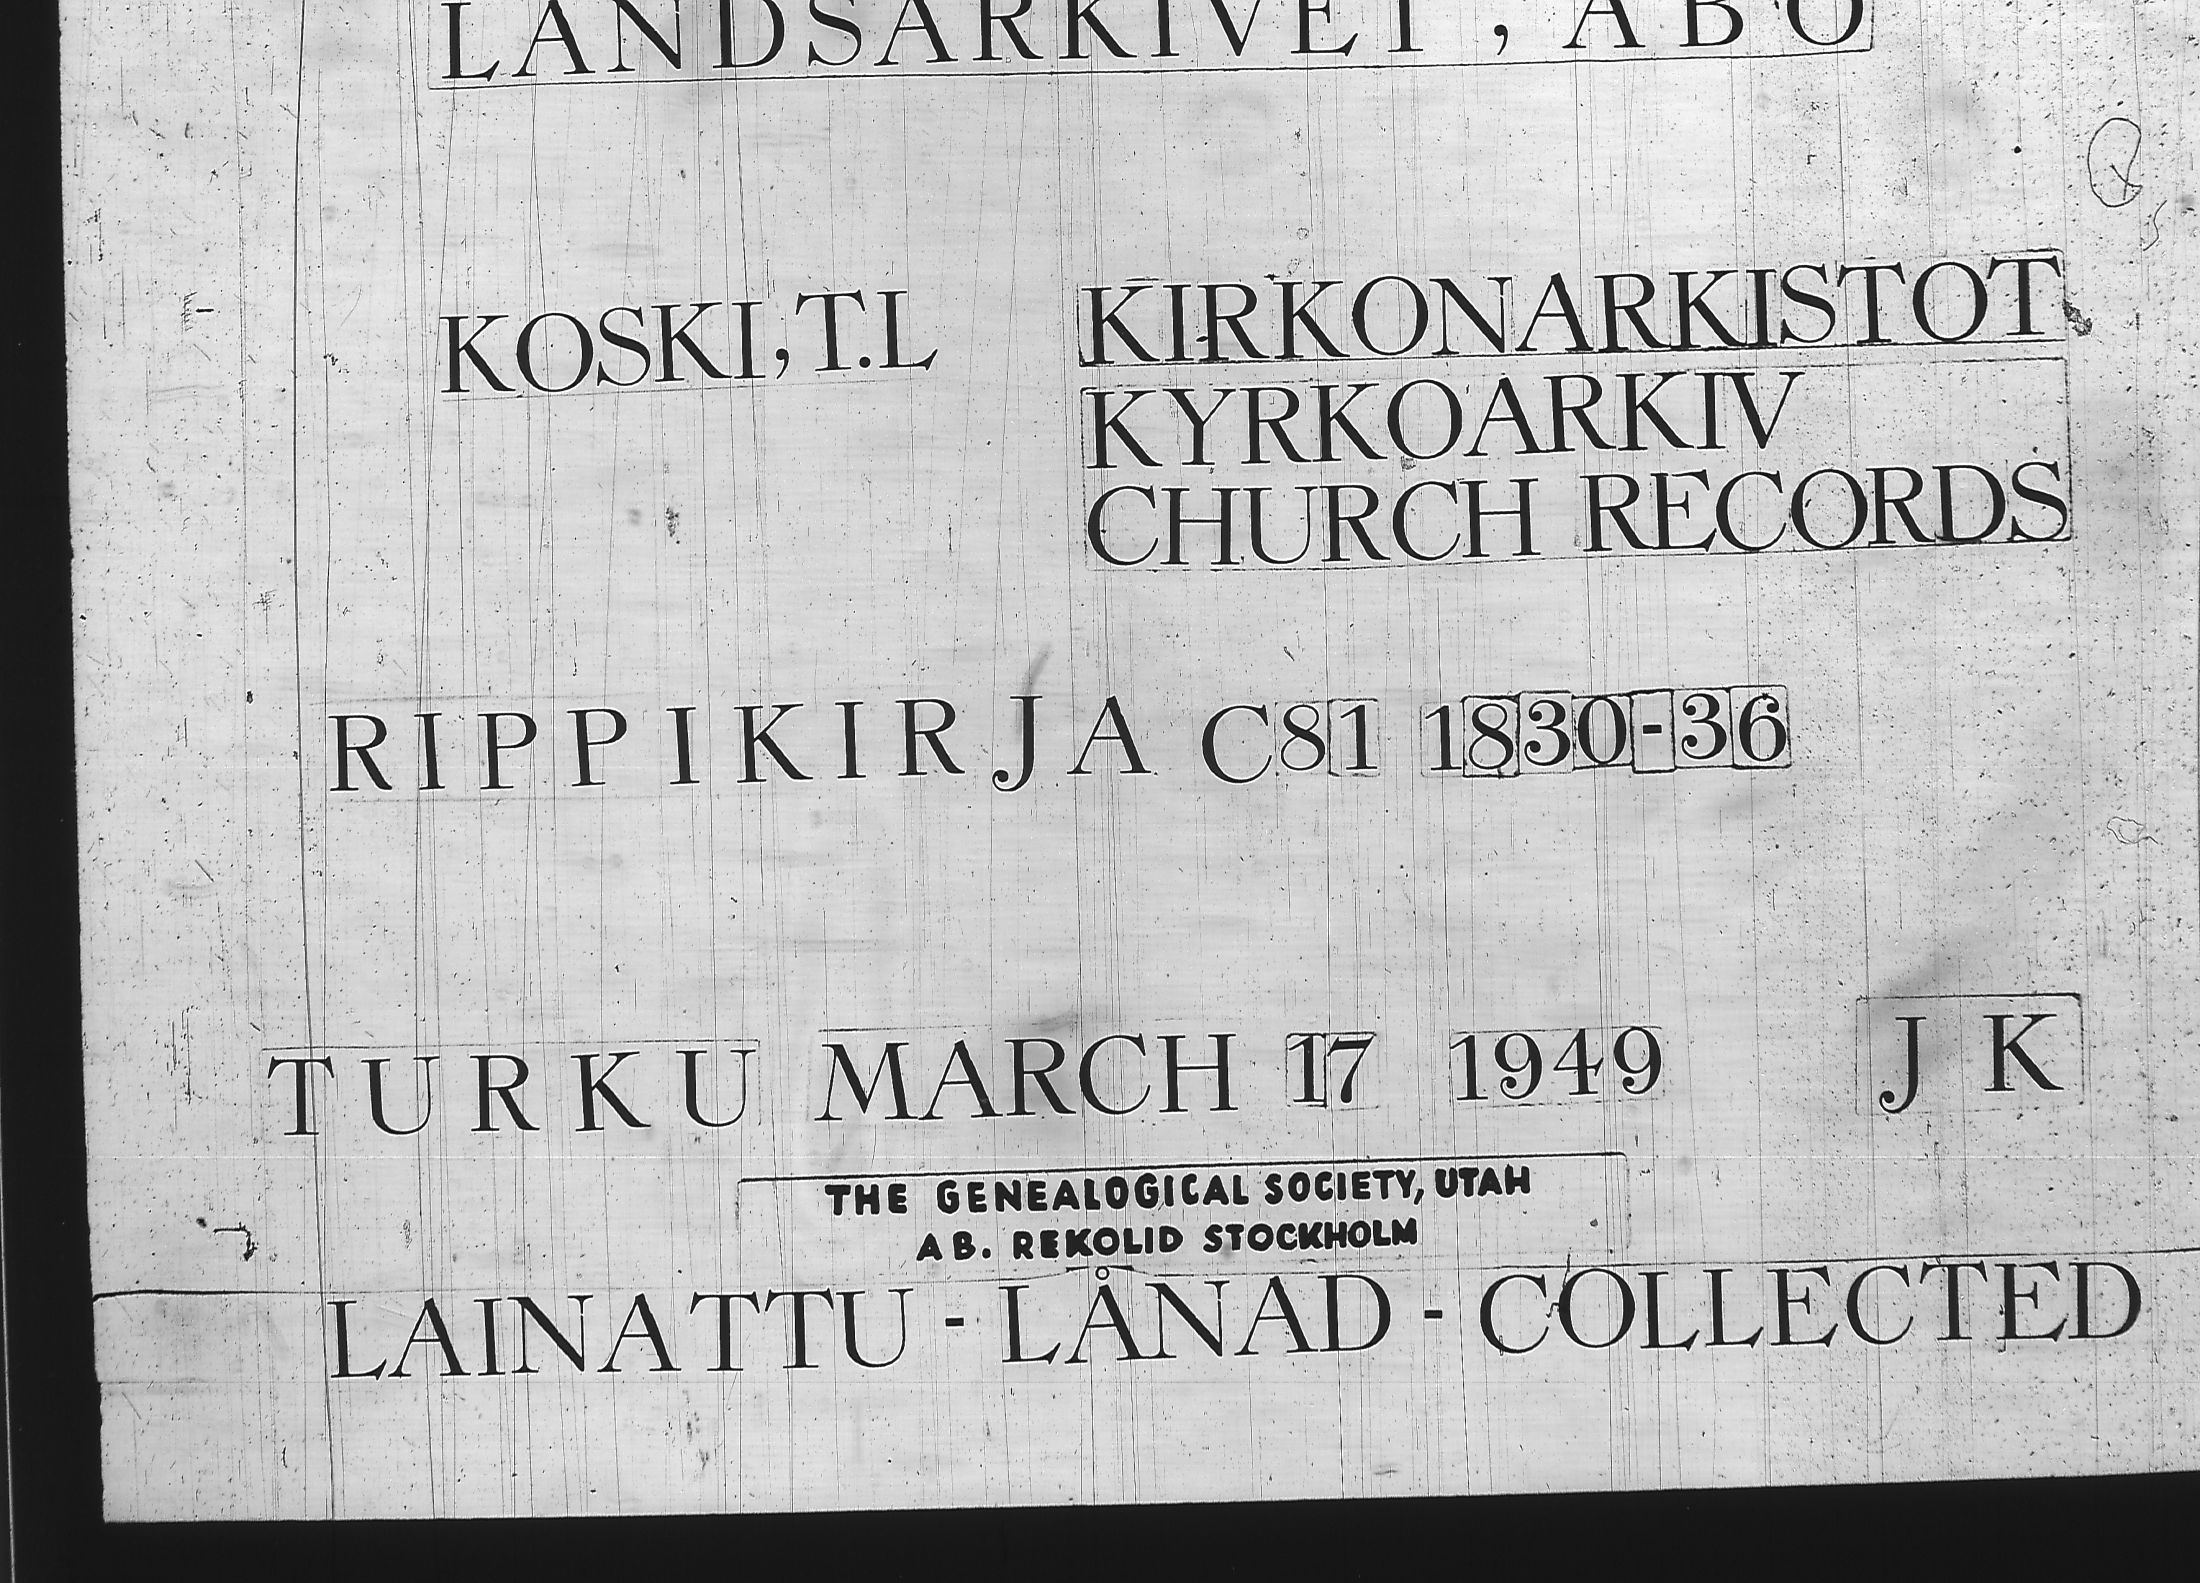 LANDSARKIVET, ÅBO
KOSKI, T.L
KIRKONARKISTOT
KYRKOARKIV
CHURCH RECORDS
RIPPIKIRJA C81 1830-36
TURKU MARCH 17 1949 JK
THE GENEALOGICAL SOCIETY, UTAH
AB. REKOLID STOCKHOLM
LAINATTU - LÅNAD - COLLECTED